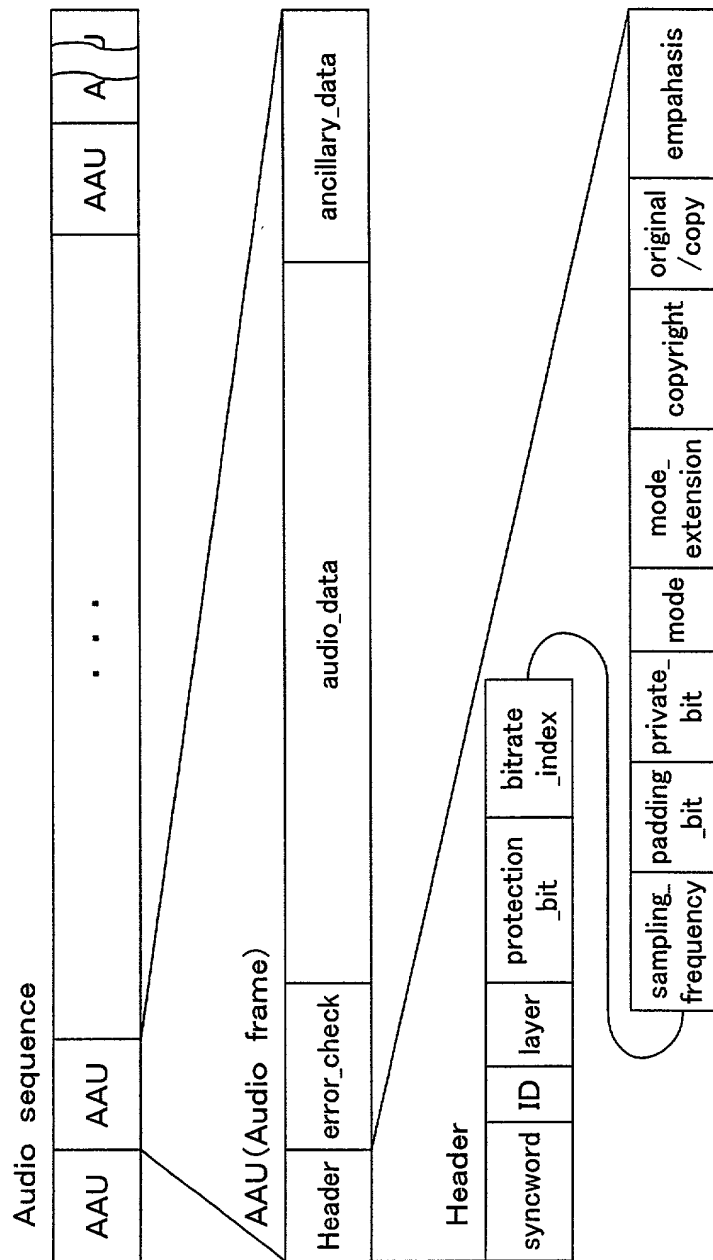 Audio sequence
AAU
AAU
. . .
AAU
A
U
AAU(Audio frame)
Header
error_check
audio_data
ancillary_data
Header
syncword
ID
layer
protection
_bit
bitrate
_index
sampling_
frequency
padding
_bit
private_
bit
mode
mode_
extension
copyright
original
/copy
empahasis